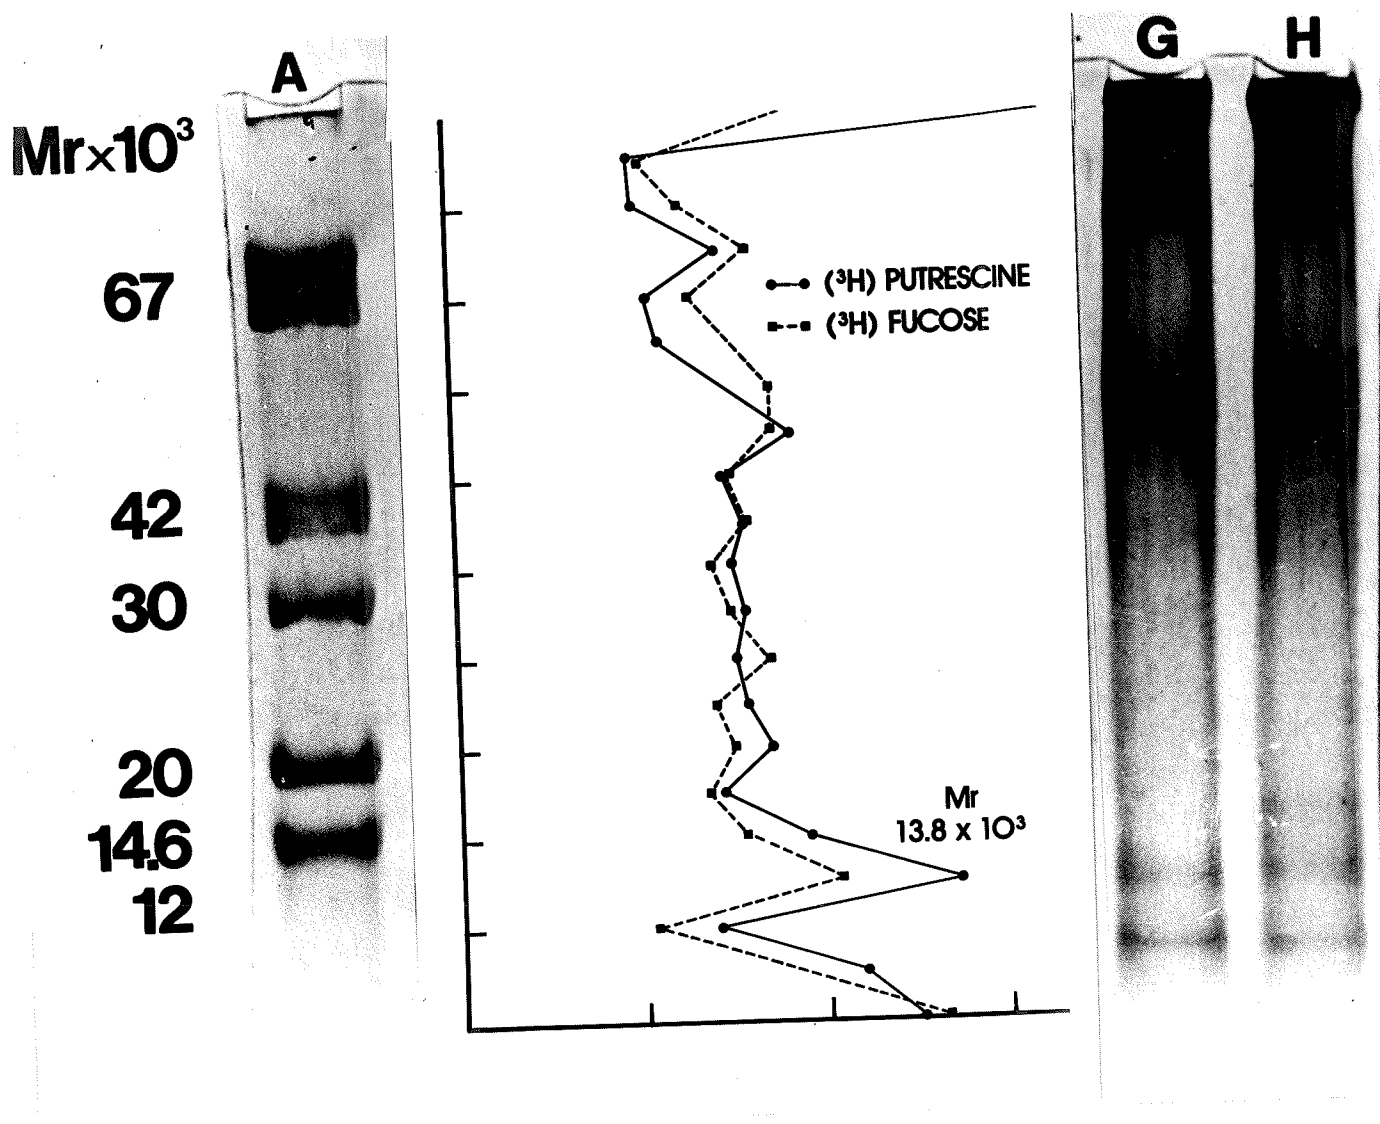 A
G
H
Mr×10³
67
42
30
20
14.6
12
●—● (³H) PUTRESCINE
■--■ (³H) FUCOSE
Mr
13.8 x 10³